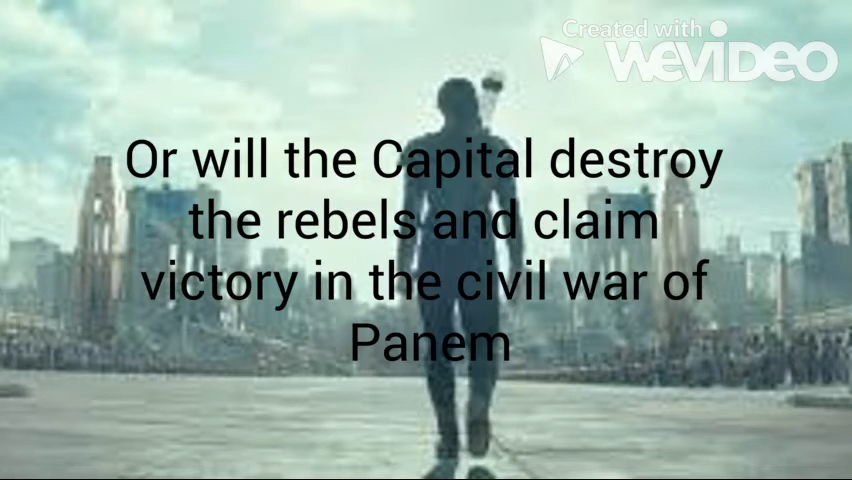 Created with
WeVideo
Or will the Capital destroy
the rebels and claim
victory in the civil war of
Panem